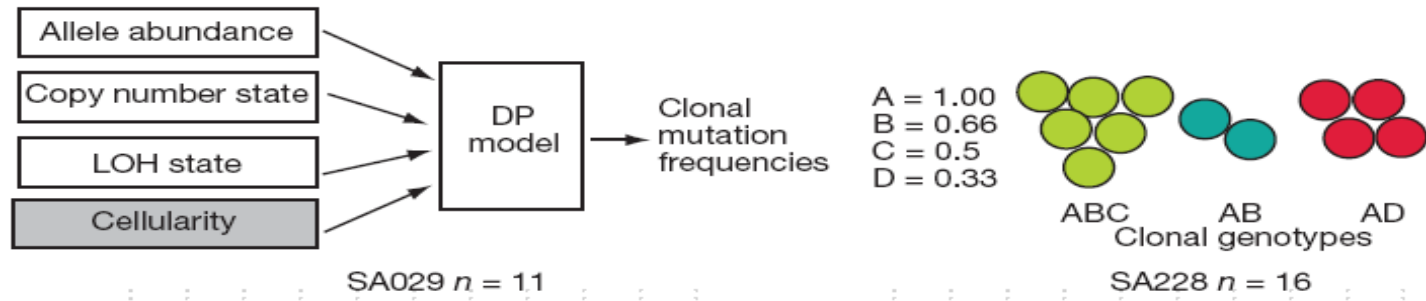 Allele abundance
Copy number state
LOH state
Cellularity
DP
model
Clonal
mutation
frequencies
A = 1.00
B = 0.66
C = 0.5
D = 0.33
ABC AB AD
Clonal genotypes
SA029 n = 11
SA228 n = 16